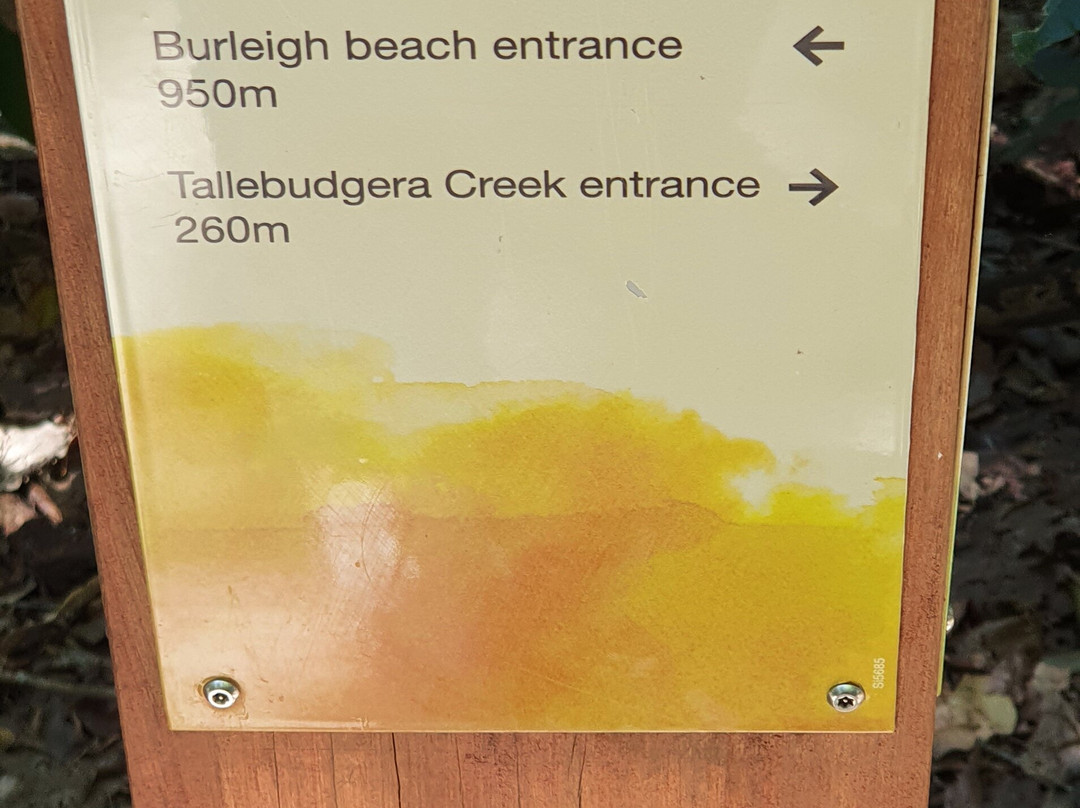 Burleigh beach entrance ←
950m
Tallebudgera Creek entrance →
260m
SI5685